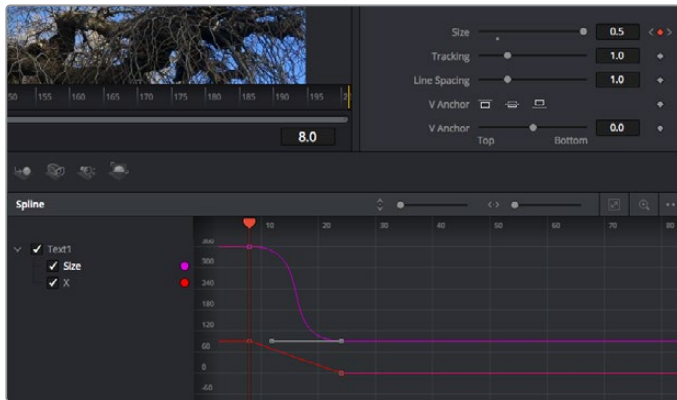 Size 0.5
Tracking 1.0
Line Spacing 1.0
V Anchor
V Anchor 0.0
Top Bottom
155 160 165 170 175 180 185 190 195
8.0
Spline
10 20 30 40 50 60 70 80
Text1
Size
X
300
240
180
120
60
0
-60